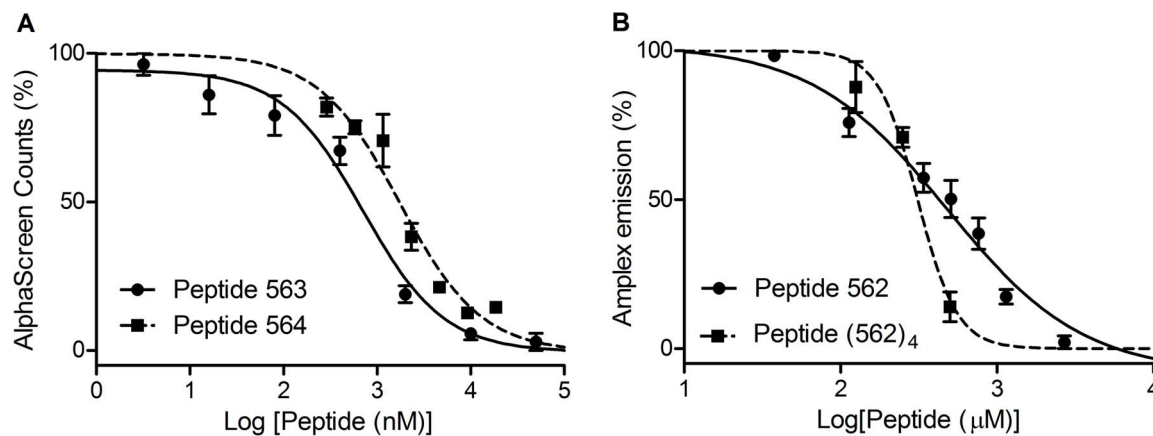 A
AlphaScreen Counts (%)
100
50
0
Peptide 563
Peptide 564
0 1 2 3 4 5
Log [Peptide (nM)]
B
Amplex emission (%)
100
50
0
Peptide 562
Peptide (562)4
1 2 3 4
Log[Peptide (μM)]